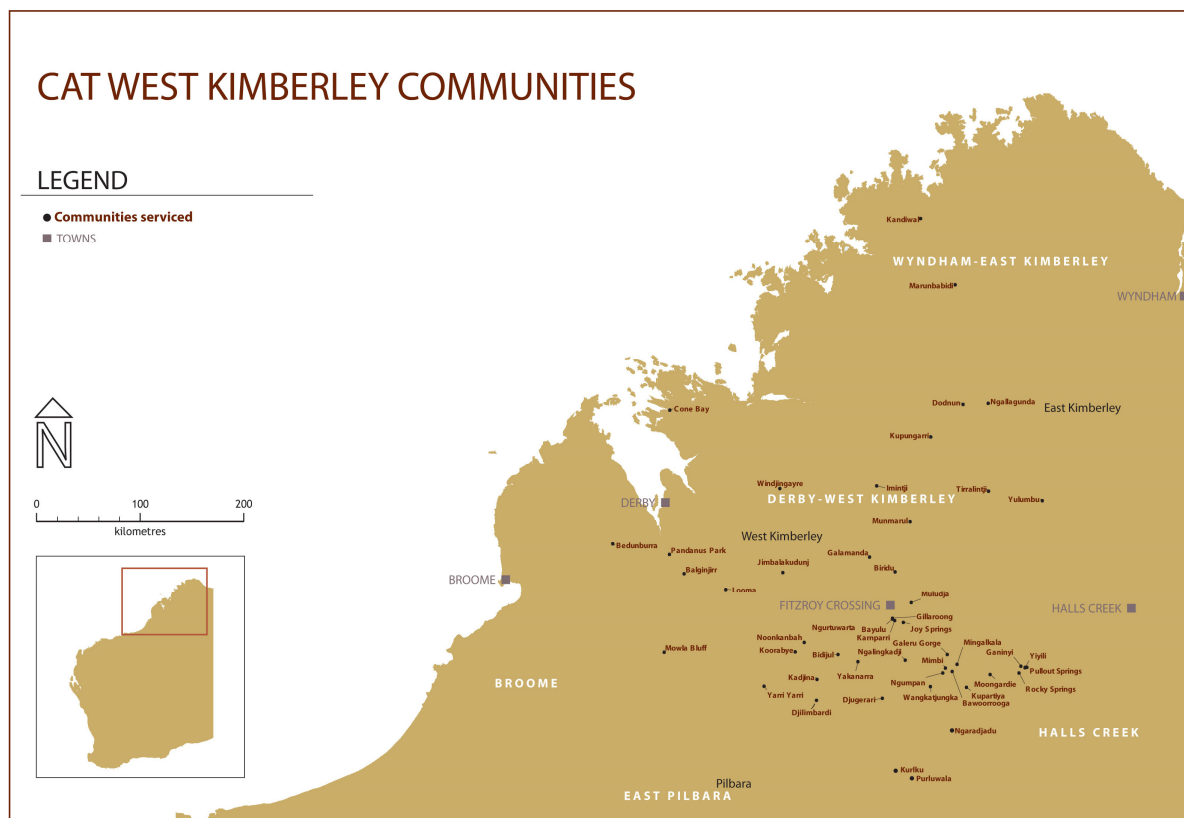 CAT WEST KIMBERLEY COMMUNITIES
LEGEND
Communities serviced
TOWNS
N
0 100 200
kilometres
Kandiwal
WYNDHAM-EAST KIMBERLEY
Marunbabidi
WYNDHAM
Cone Bay
Dodnun
Ngallagunda
East Kimberley
Kupungarri
Windjingayre
Imintji
Tirralintji
DERBY-WEST KIMBERLEY
Yulumbu
DERBY
Munmarul
West Kimberley
Bedunburra
Pandanus Park
Galamanda
Balginjirr
Jimbalakudunj
Biridu
BROOME
Looma
Muludja
FITZROY CROSSING
HALLS CREEK
Gillaroong
Ngurtuwarta
Bayulu
Joy Springs
Karnparri
Noonkanbah
Galeru Gorge
Mingalkala
Mowla Bluff
Koorabye
Bidijul
Ngalingkadji
Mimbi
Ganinyi
Yiyili
Yakanarra
Pullout Springs
BROOME
Kadjina
Ngumpan
Moongardie
Rocky Springs
Yarri Yarri
Djugerari
Wangkatjungka
Kupartiya
Bawoorrooga
Djilimbardi
Ngaradjadu
HALLS CREEK
Kurlku
Purluwala
Pilbara
EAST PILBARA